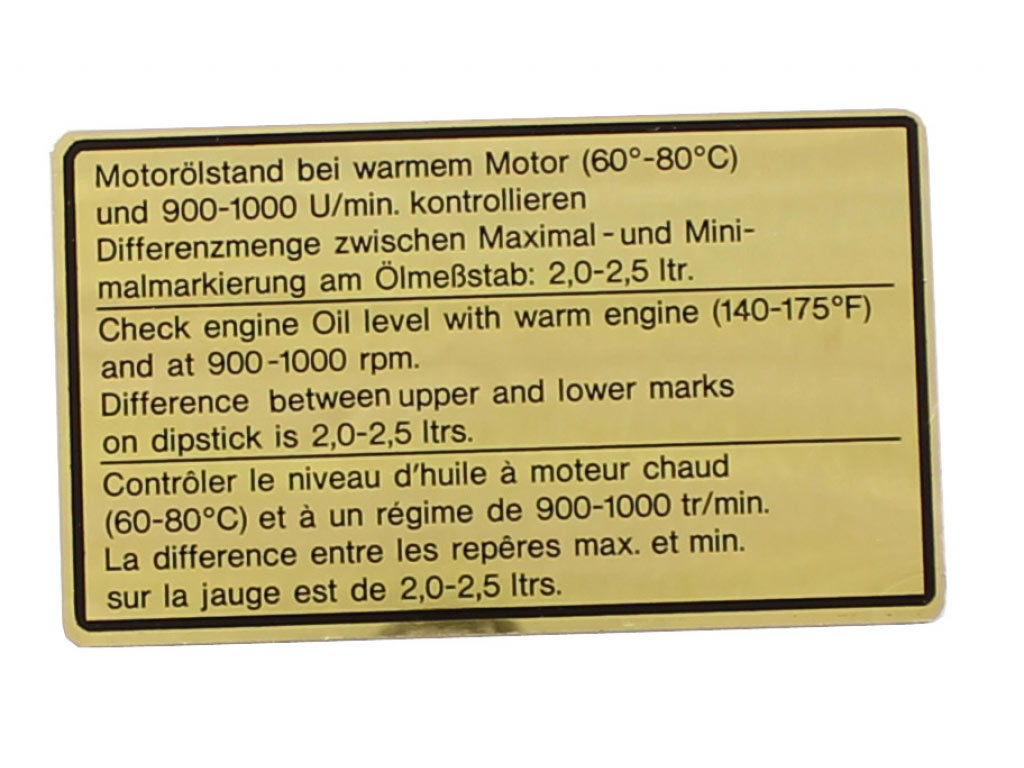 Motorölstand bei warmem Motor (60°-80°C)
und 900-1000 U/min. kontrollieren
Differenzmenge zwischen Maximal-und Mini-
malmarkierung am Ölmeßstab: 2,0-2,5 ltr.
Check engine Oil level with warm engine (140-175°F)
and at 900-1000 rpm.
Difference between upper and lower marks
on dipstick is 2,0-2,5 ltrs.
Contrôler le niveau d'huile à moteur chaud
(60-80°C) et à un régime de 900-1000 tr/min.
La difference entre les repêres max. et min.
sur la jauge est de 2,0-2,5 ltrs.